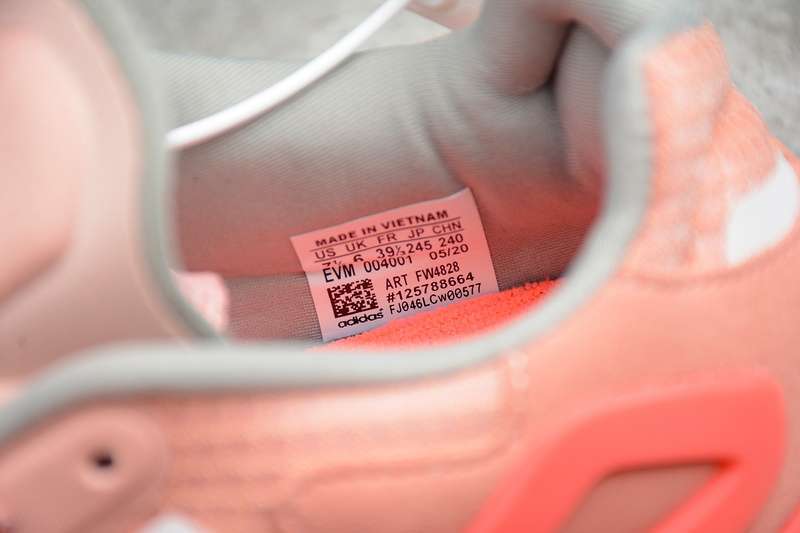 MADE IN VIETNAM
US UK FR JP CHN
7½ 6 39⅓ 245 240
EVM 004001 05/20
ART FW4828
#125788664
FJ046LCW00577
adidas